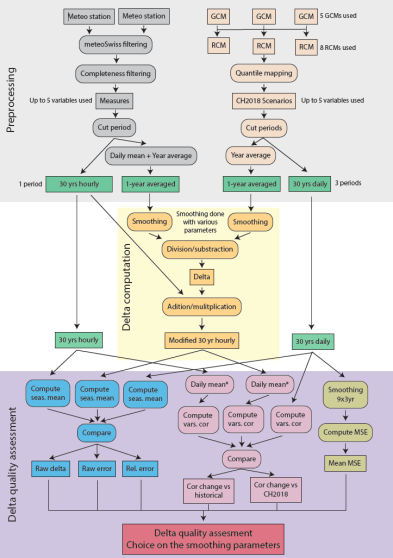 Meteo station
Meteo station
GCM
GCM
GCM
5 GCMs used
meteoSwiss filtering
RCM
RCM
RCM
8 RCMs used
Completeness filtering
Quantile mapping
Up to 5 variables used
Measures
CH2018 Scenarios
Up to 5 variables used
Cut period
Cut periods
Daily mean + Year average
Year average
1 period
30 yrs hourly
1-year averaged
1-year averaged
30 yrs daily
3 periods
Preprocessing
Smoothing
Smoothing done
with various
parameters
Smoothing
Division/substraction
Delta
Adition/mulitplication
Modified 30 yr hourly
Delta computation
30 yrs hourly
30 yrs daily
Compute
seas. mean
Compute
seas. mean
Compute
seas. mean
Daily mean*
Daily mean*
Smoothing
9x3yr
Compute
vars. cor
Compute
vars. cor
Compute
vars. cor
Compare
Compute MSE
Compare
Raw delta
Raw error
Rel. error
Mean MSE
Cor change vs
historical
Cor change vs
CH2018
Delta quality assessment
Delta quality assesment
Choice on the smoothing parameters